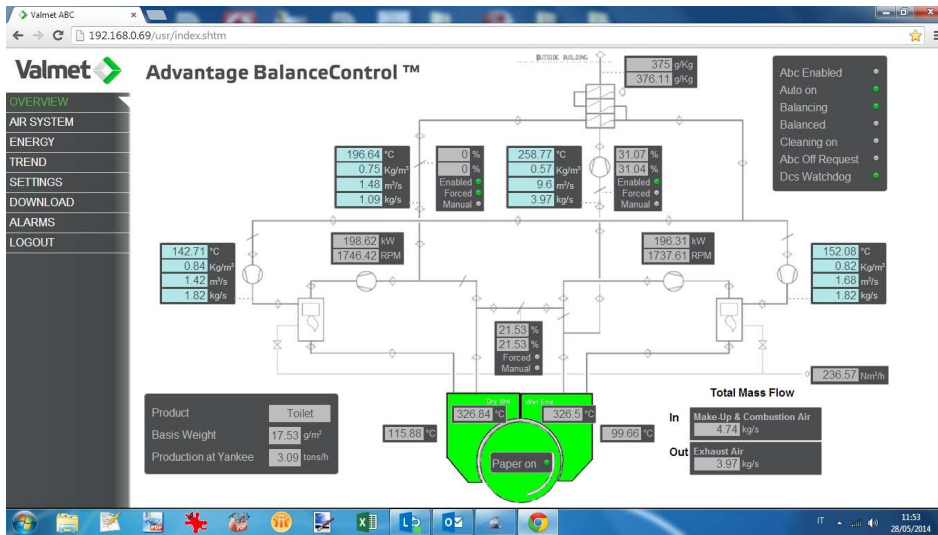 Valmet ABC
192.168.0.69/usr/index.shtm
Valmet
Advantage BalanceControl ™
OVERVIEW
AIR SYSTEM
ENERGY
TREND
SETTINGS
DOWNLOAD
ALARMS
LOGOUT
OUTSIDE BUILDING
375 g/Kg
376.11 g/Kg
Abc Enabled
Auto on
Balancing
Balanced
Cleaning on
Abc Off Request
Dcs Watchdog
196.64 °C
0.75 Kg/m³
1.48 m³/s
1.09 kg/s
0 %
0 %
Enabled
Forced
Manual
258.77 °C
0.57 Kg/m³
9.6 m³/s
3.97 kg/s
31.07 %
31.04 %
Enabled
Forced
Manual
142.71 °C
0.84 Kg/m³
1.42 m³/s
1.82 kg/s
198.62 kW
1746.42 RPM
196.31 kW
1737.61 RPM
152.08 °C
0.82 Kg/m³
1.68 m³/s
1.82 kg/s
21.53 %
21.53 %
Forced
Manual
236.57 Nm³/h
Product Toilet
Basis Weight 17.53 g/m²
Production at Yankee 3.09 tons/h
115.88 °C
Dry End
326.84 °C
Wet End
326.5 °C
99.66 °C
Paper on
Total Mass Flow
In
Make-Up & Combustion Air
4.74 kg/s
Out
Exhaust Air
3.97 kg/s
IT
11:53
28/05/2014